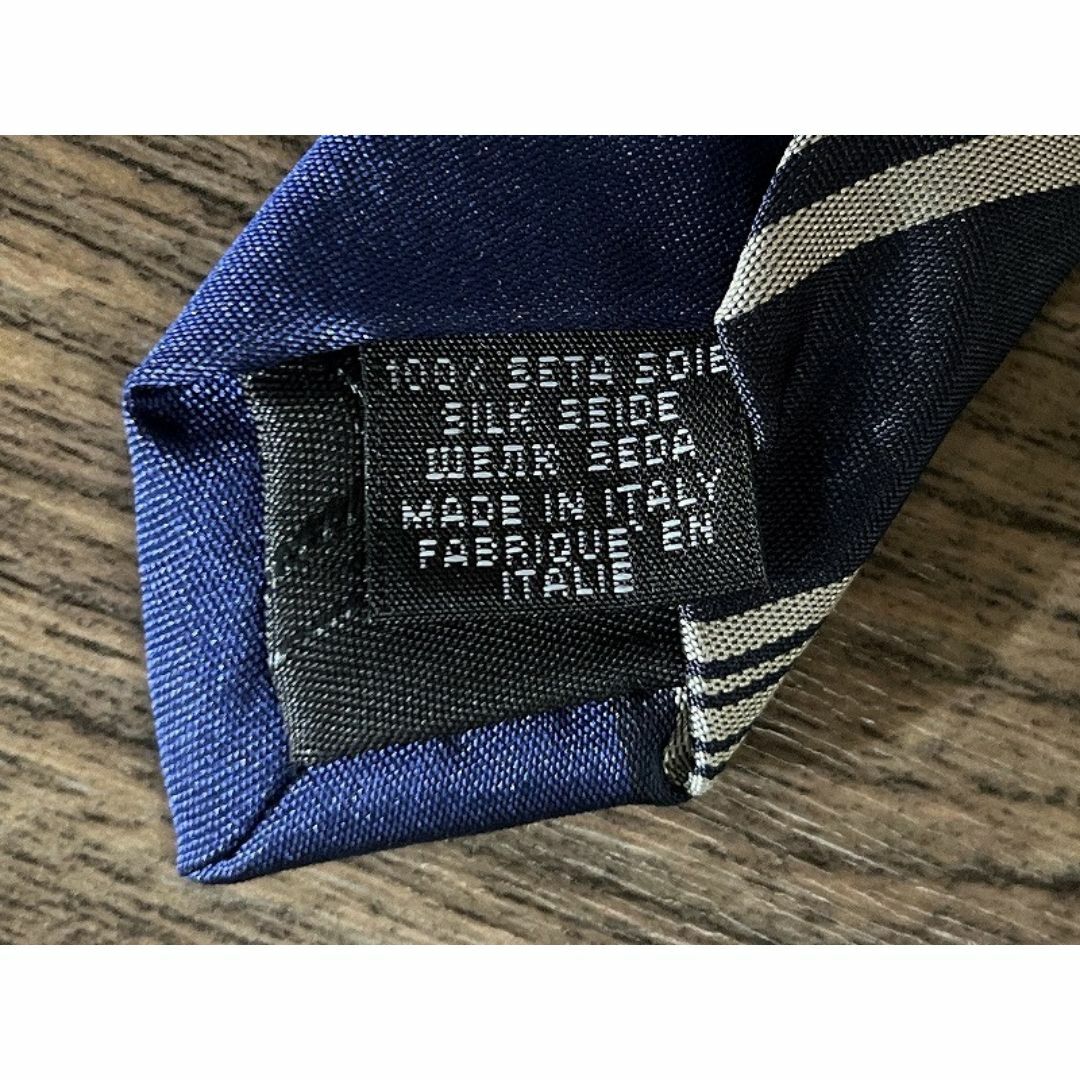 100% SETA SOIE
SILK SEIDE
ШЕЛК SEDA
MADE IN ITALY
FABRIQUE EN
ITALIE